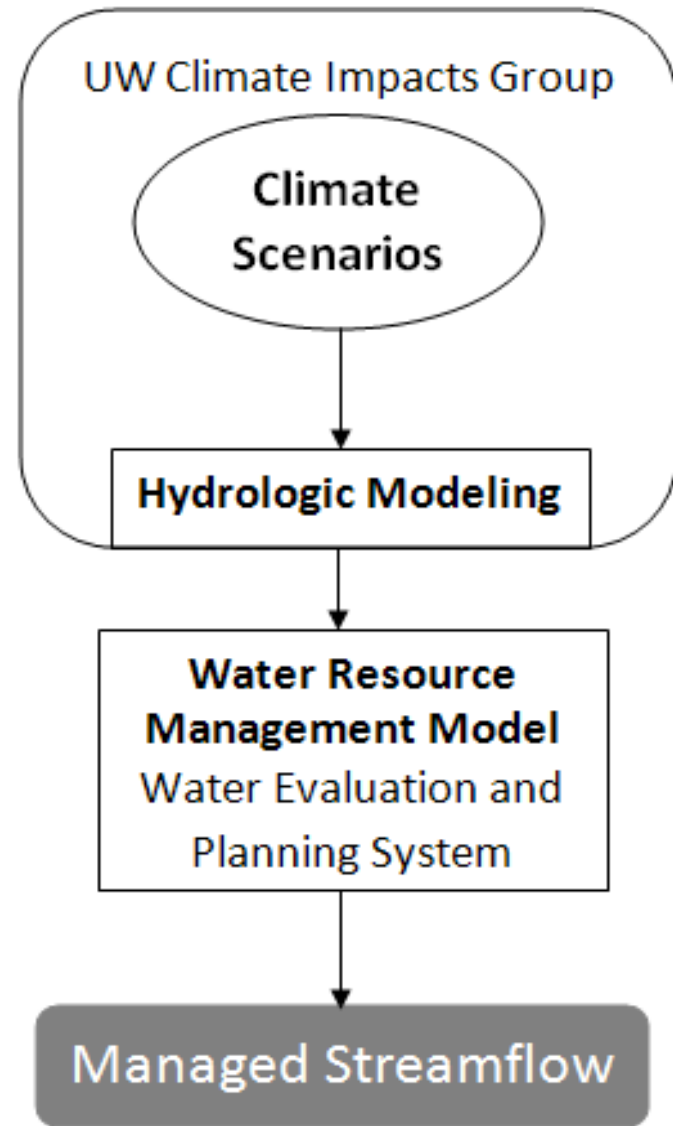 UW Climate Impacts Group
Climate
Scenarios
Hydrologic Modeling
Water Resource
Management Model
Water Evaluation and
Planning System
Managed Streamflow